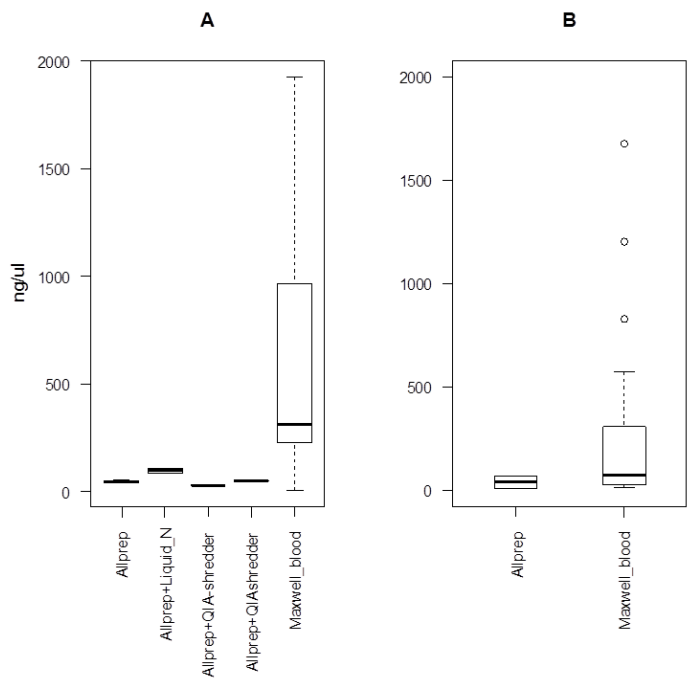 A
B
ng/ul
2000
1500
1000
500
0
Allprep
Allprep+Liquid_N
Allprep+QIA-shredder
Allprep+QIAshredder
Maxwell_blood
2000
1500
1000
500
0
Allprep
Maxwell_blood